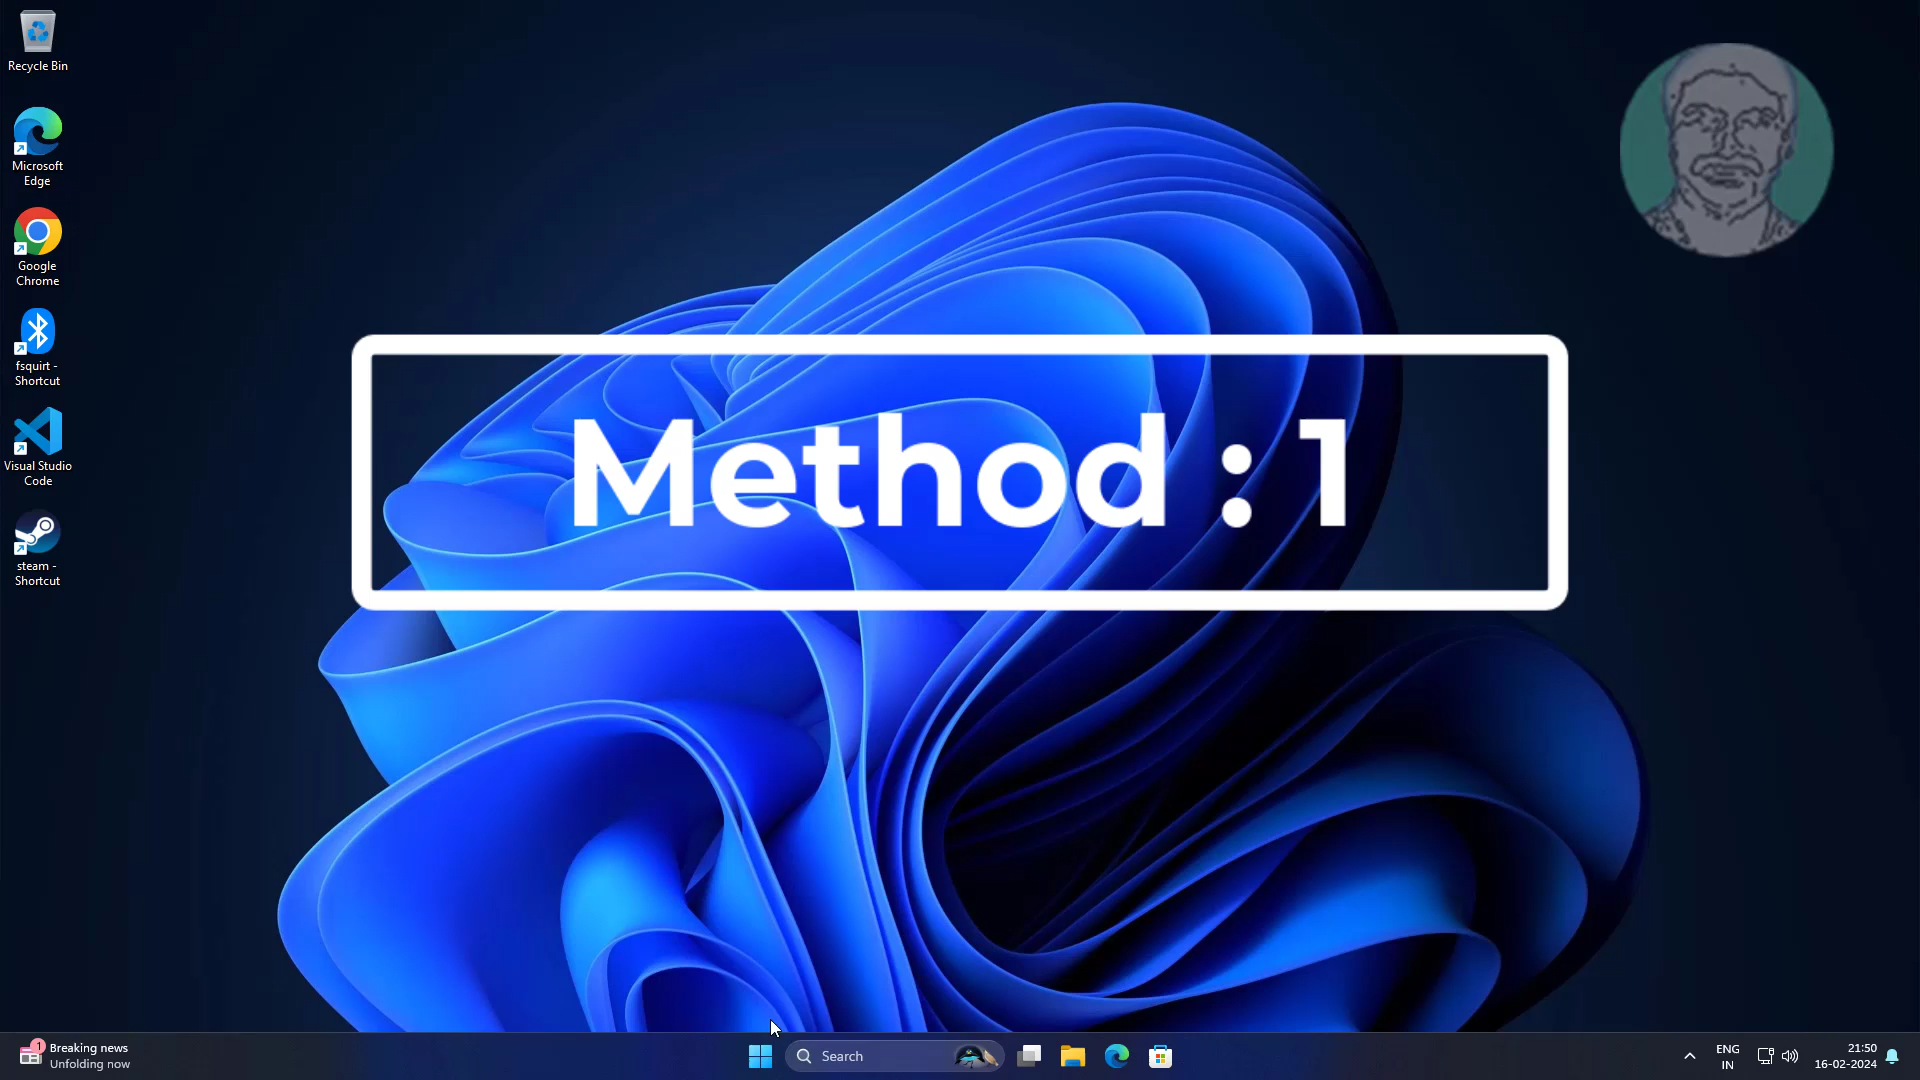 Recycle Bin
Microsoft
Edge
Google
Chrome
fsquirt -
Shortcut
Visual Studio
Code
steam -
Shortcut
Method : 1
1
Breaking news
Unfolding now
Search
ENG
IN
21:50
16-02-2024